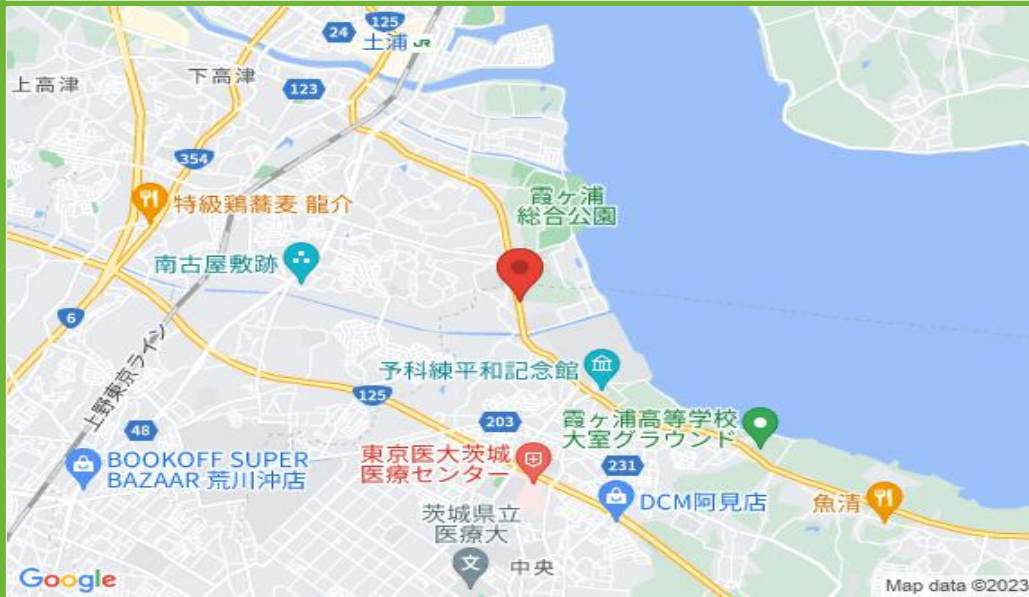 125
24
土浦 JR
上高津
下高津
123
354
霞ヶ浦
総合公園
特級鶏蕎麦 龍介
南古屋敷跡
6
上野東京ライン
予科練平和記念館
125
203
霞ヶ浦高等学校
大室グラウンド
48
東京医大茨城
医療センター
231
BOOKOFF SUPER
BAZAAR 荒川沖店
DCM阿見店
魚清
茨城県立
医療大
中央
Google
Map data ©2023